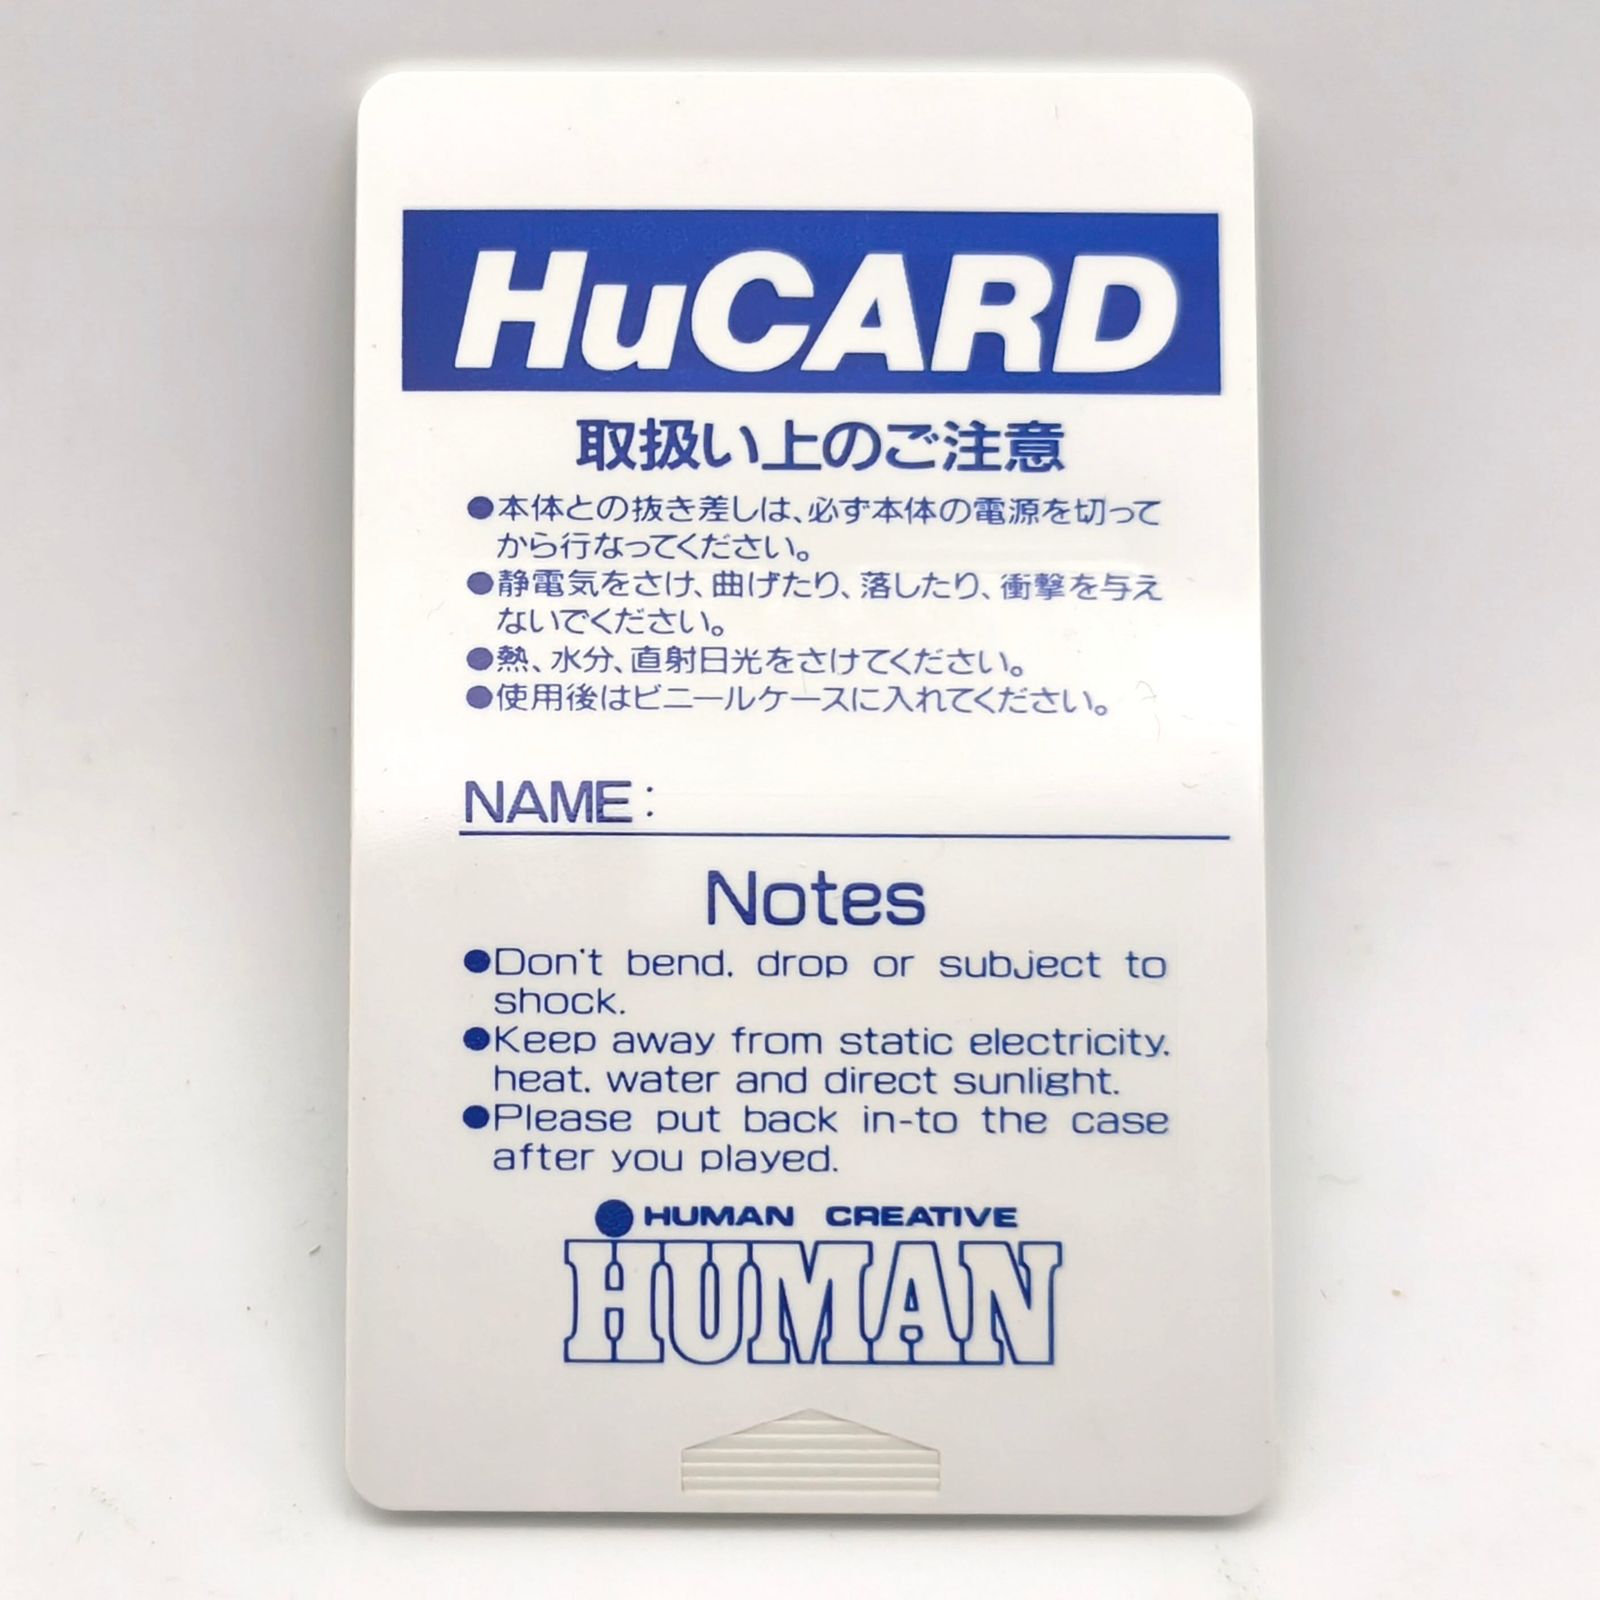 HuCARD
取扱い上のご注意
●本体との抜き差しは、必ず本体の電源を切って
から行なってください。
●静電気をさけ、曲げたり、落したり、衝撃を与え
ないでください。
●熱、水分、直射日光をさけてください。
●使用後はビニールケースに入れてください。
NAME:
Notes
●Don't bend. drop or subject to
shock.
●Keep away from static electricity.
heat. water and direct sunlight.
●Please put back in-to the case
after you played.
HUMAN CREATIVE
HUMAN